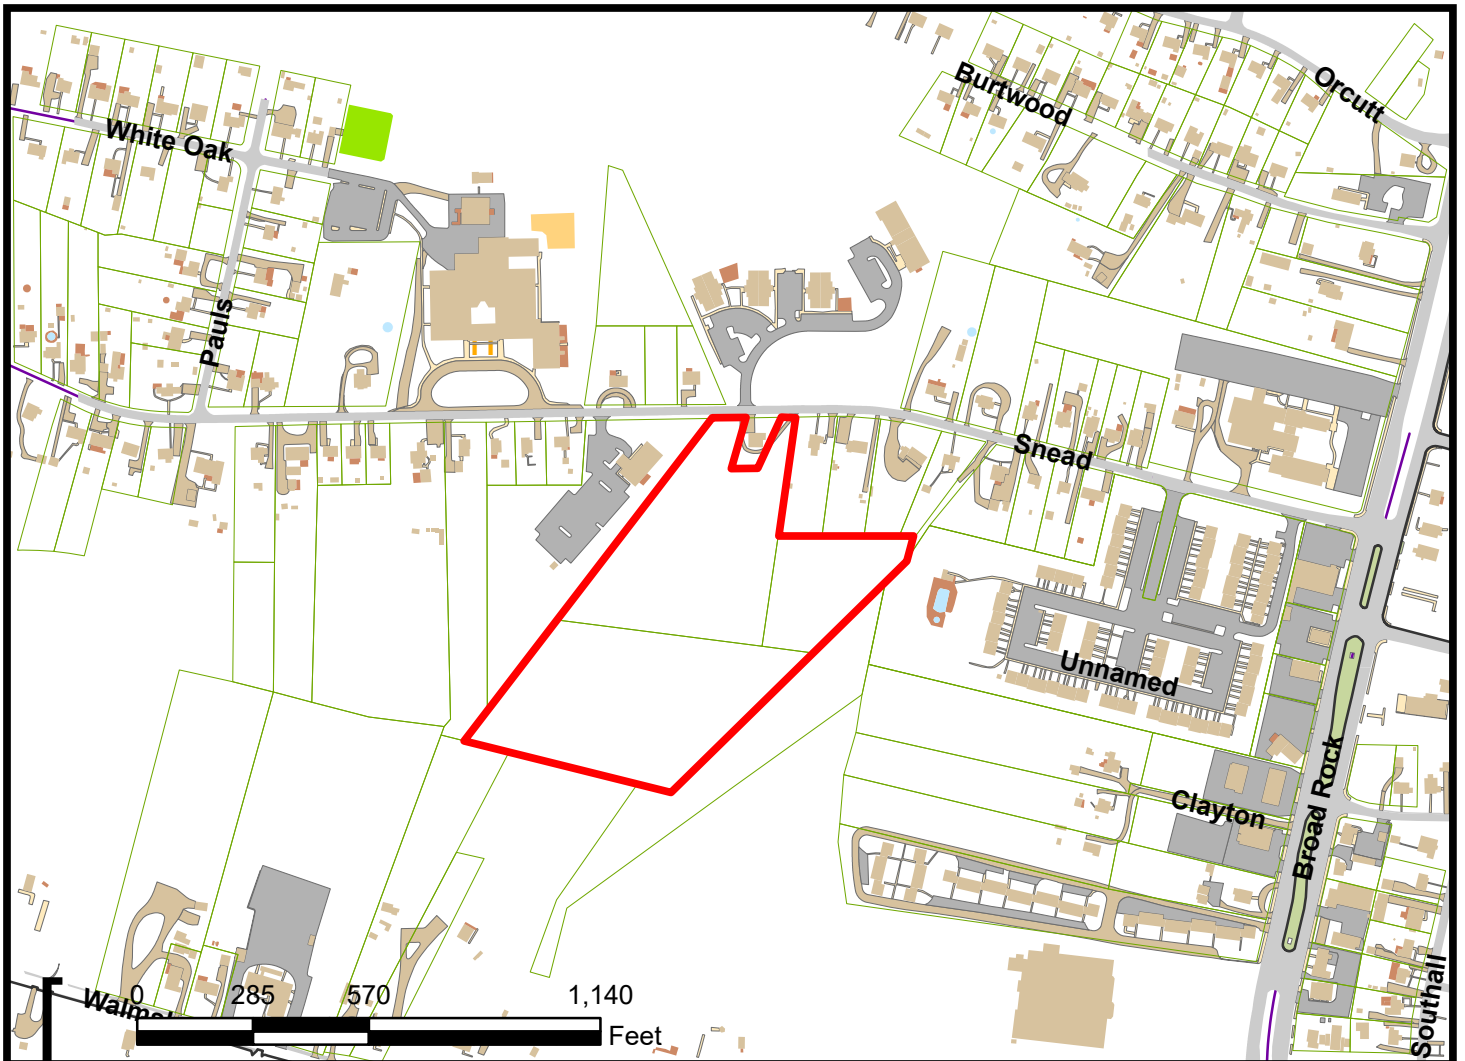 Orcutt
Burtwood
White Oak
Pauls
Snead
Unnamed
Clayton
Broad Rock
Southall
0 285 570 1,140
Feet